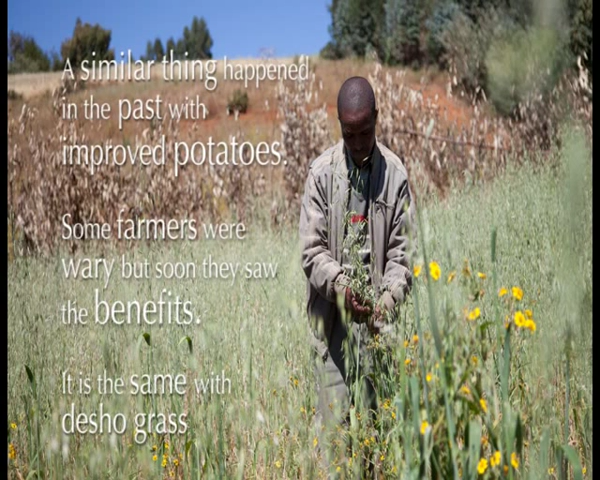 A similar thing happened
in the past with
improved potatoes.
Some farmers were
wary but soon they saw
the benefits.
It is the same with
desho grass